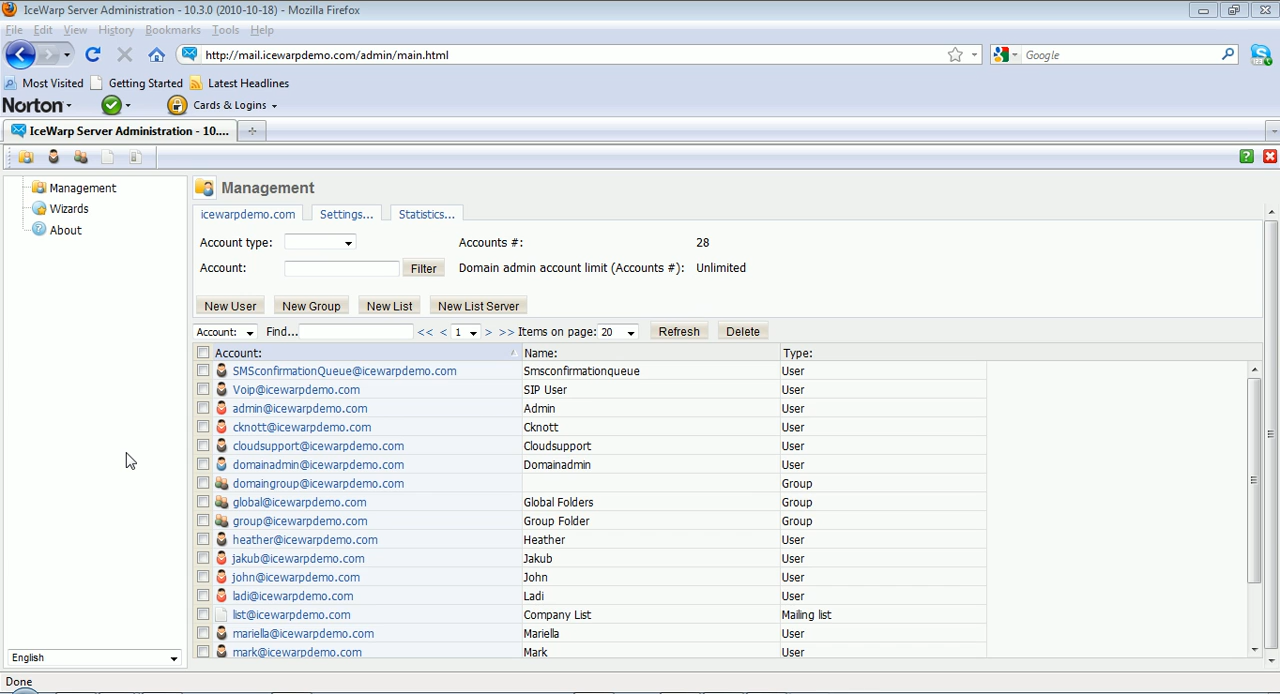 IceWarp Server Administration - 10.3.0 (2010-10-18) - Mozilla Firefox
File Edit View History Bookmarks Tools Help
http://mail.icewarpdemo.com/admin/main.html Google
Most Visited Getting Started Latest Headlines
Norton Cards & Logins
IceWarp Server Administration - 10....
Management
Wizards
About
English
Management
icewarpdemo.com Settings... Statistics...
Account type: Accounts #: 28
Account: Filter Domain admin account limit (Accounts #): Unlimited
New User New Group New List New List Server
Account: Find... << < 1 > >> Items on page: 20 Refresh Delete
Account: Name: Type:
SMSconfirmationQueue@icewarpdemo.com Smsconfirmationqueue User
Voip@icewarpdemo.com SIP User User
admin@icewarpdemo.com Admin User
cknott@icewarpdemo.com Cknott User
cloudsupport@icewarpdemo.com Cloudsupport User
domainadmin@icewarpdemo.com Domainadmin User
domaingroup@icewarpdemo.com Group
global@icewarpdemo.com Global Folders Group
group@icewarpdemo.com Group Folder Group
heather@icewarpdemo.com Heather User
jakub@icewarpdemo.com Jakub User
john@icewarpdemo.com John User
ladi@icewarpdemo.com Ladi User
list@icewarpdemo.com Company List Mailing list
mariella@icewarpdemo.com Mariella User
mark@icewarpdemo.com Mark User
Done